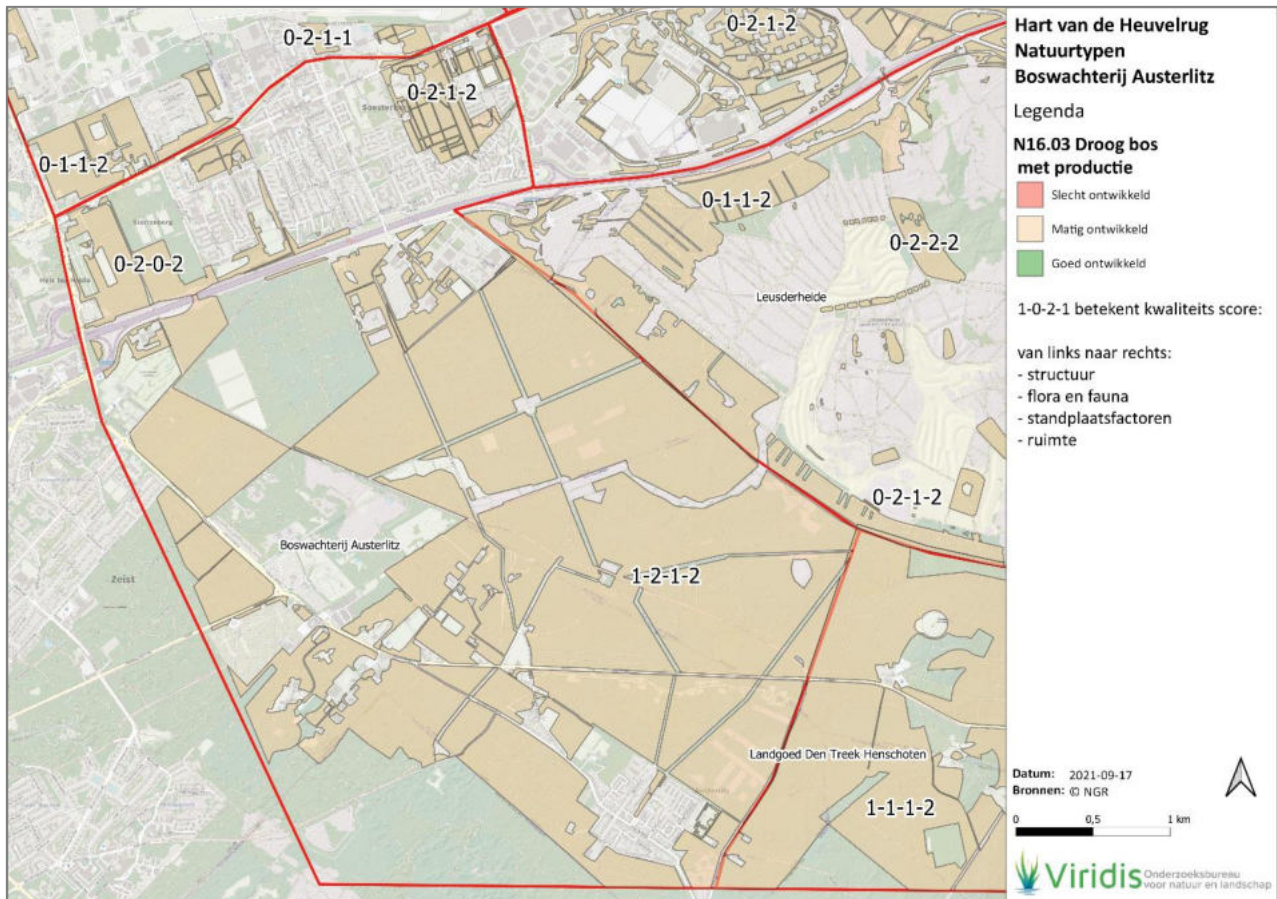 Hart van de Heuvelrug
Natuurtypen
Boswachterij Austerlitz
Legenda
N16.03 Droog bos
met productie
Slecht ontwikkeld
Matig ontwikkeld
Goed ontwikkeld
1-0-2-1 betekent kwaliteits score:
van links naar rechts:
- structuur
- flora en fauna
- standplaatsfactoren
- ruimte
Datum: 2021-09-17
Bronnen: © NGR
0 0,5 1 km
Viridis Onderzoeksbureau
voor natuur en landschap
0-2-1-1
0-2-1-2
0-2-1-2
Soesterberg
0-1-1-2
0-1-1-2
0-2-2-2
0-2-0-2
Leusderheide
0-2-1-2
Boswachterij Austerlitz
1-2-1-2
Zeist
Landgoed Den Treek Henschoten
1-1-1-2